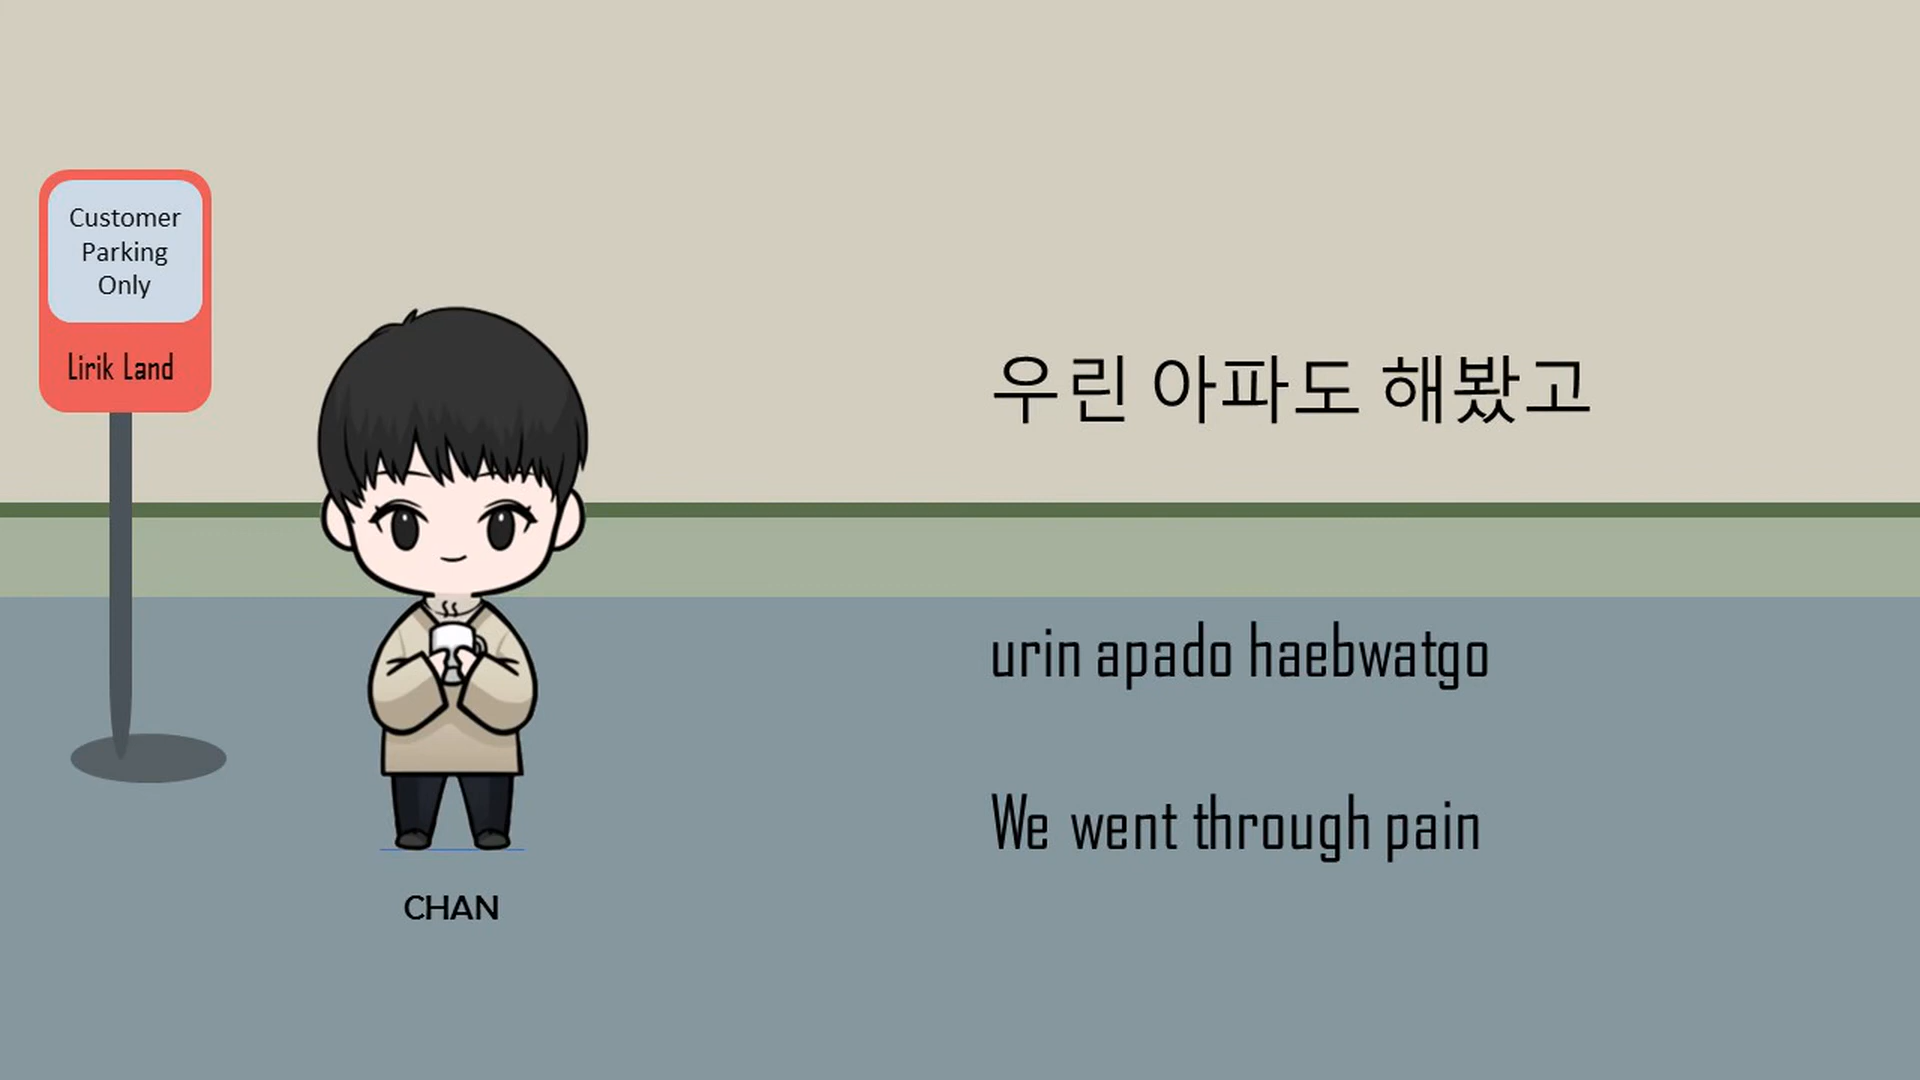 Customer
Parking
Only
Lirik Land
우린 아파도 해봤고
urin apado haebwatgo
We went through pain
CHAN